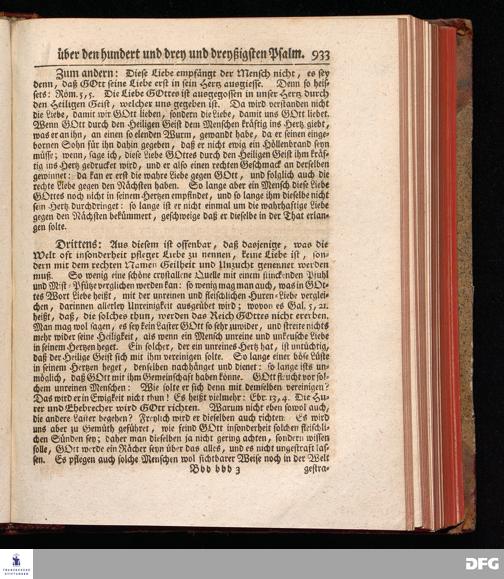 über den hundert und drey und dreyßigsten Psalm. 933
Zum andern: Diese Liebe empfängt der Mensch nicht, es sey
denn, daß GOtt seine Liebe erst in sein Hertz ausgiesse. Denn so heis-
sets: Röm. 5,5. Die Liebe GOttes ist ausgegossen in unser Hertz durch
den Heiligen Geist, welcher uns gegeben ist. Da wird verstanden nicht
die Liebe, damit wir GOtt lieben, sondern die Liebe, damit uns GOtt liebet.
Wenn GOtt durch den Heiligen Geist dem Menschen kräftig ins Hertz giebt,
was er an ihn, an einen so elenden Wurm, gewandt habe, da er seinen einge-
bornen Sohn für ihn dahin gegeben, daß er nicht ewig ein Höllenbrand seyn
müsse; wenn, sage ich, diese Liebe GOttes durch den Heiligen Geist ihm kräf-
tig ins Hertz gedrucket wird, und er also einen rechten Geschmack an derselben
gewinnet: da kan er erst die wahre Liebe gegen GOtt, und folglich auch die
rechte Liebe gegen den Nächsten haben. So lange aber ein Mensch diese Liebe
GOttes noch nicht in seinem Hertzen empfindet, und so lange ihm dieselbe nicht
sein Hertz durchdringet: so lange ist er nicht einmal um die wahrhaftige Liebe
gegen den Nächsten bekümmert, geschweige daß er dieselbe in der That erlan-
gen solte.
Drittens: Aus diesem ist offenbar, daß dasjenige, was die
Welt oft insonderheit pfleget Liebe zu nennen, keine Liebe ist, son-
dern mit dem rechten Namen Geilheit und Unzucht genennet werden
muß. So wenig eine schöne crystalline Quelle mit einem stinckenden Pfuhl
und Mist-Pfütze verglichen werden kan: so wenig mag man auch, was in GOt-
tes Wort Liebe heißt, mit der unreinen und fleischlichen Huren-Liebe verglei-
chen, darinnen allerley Unreinigkeit ausgeübet wird; wovon es Gal. 5, 21.
heißt, daß, die solches thun, werden das Reich GOttes nicht ererben.
Man mag wol sagen, es sey kein Laster GOtt so sehr zuwider, und streite nichts
mehr wider seine Heiligkeit, als wenn ein Mensch unreine und unkeusche Liebe
in seinem Hertzen heget. Ein solcher, der ein unreines Hertz hat, ist untüchtig,
daß der Heilige Geist sich mit ihm vereinigen solte. So lange einer böse Lüste
in seinem Hertzen heget, denselben nachhänget und dienet: so lange ists un-
möglich, daß GOtt mit ihm Gemeinschaft haben könne. GOtt fleucht vor sol-
chem unreinen Menschen: Wie solte er sich denn mit demselben vereinigen?
Das wird er in Ewigkeit nicht thun! Es heißt vielmehr: Ebr. 13, 4. Die Hu-
rer und Ehebrecher wird GOtt richten. Warum nicht eben sowol auch,
die andere Laster begehen? Freylich wird er dieselben auch richten. Es wird
uns aber zu Gemüth geführet, wie feind GOtt insonderheit solchen fleischli-
chen Sünden sey; daher man dieselben ja nicht gering achten, sondern wissen
solle, GOtt werde ein Rächer seyn über das alles, und es nicht ungestraft las-
sen. Es pflegen auch solche Menschen wol sichtbarer Weise noch in der Welt
Bbb bbb 3 gestra-
FRANCKESCHE
STIFTUNGEN
DFG